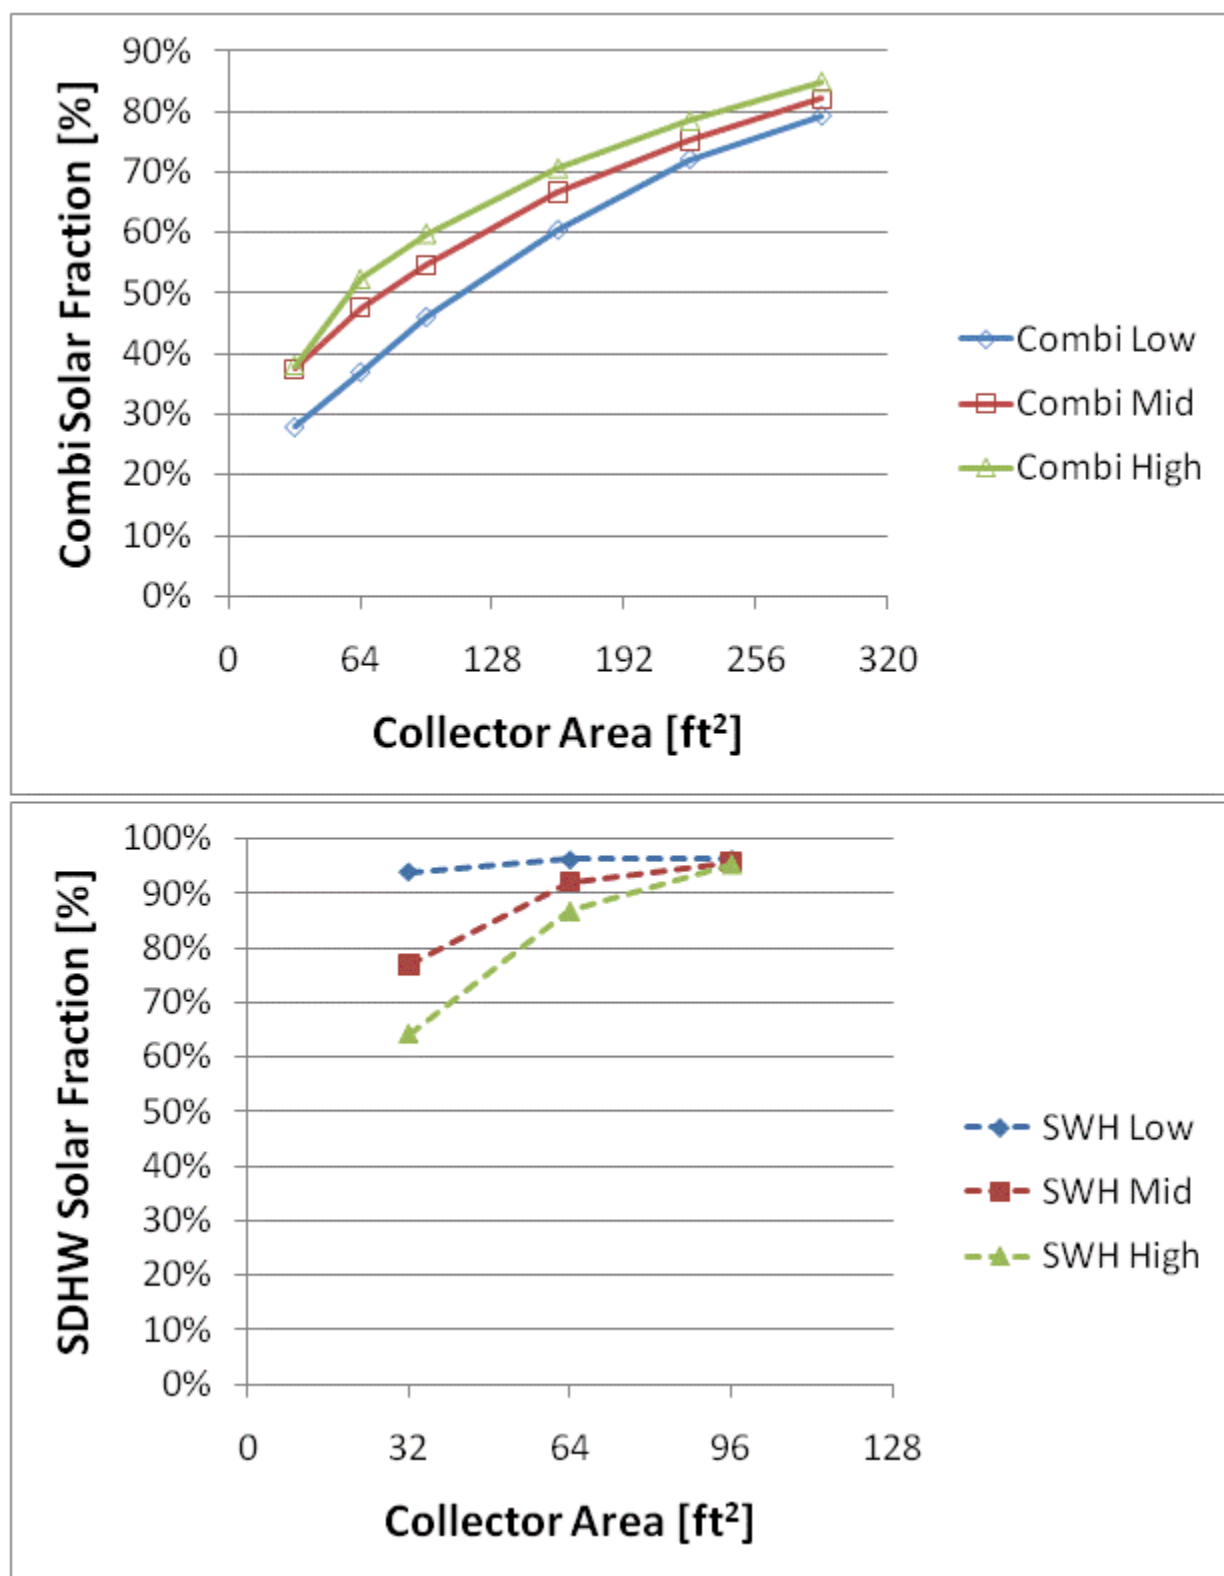 90%
80%
70%
60%
50%
40%
30%
20%
10%
0%
Combi Solar Fraction [%]
0 64 128 192 256 320
Collector Area [ft²]
Combi Low
Combi Mid
Combi High
100%
90%
80%
70%
60%
50%
40%
30%
20%
10%
0%
SDHW Solar Fraction [%]
0 32 64 96 128
Collector Area [ft²]
SWH Low
SWH Mid
SWH High